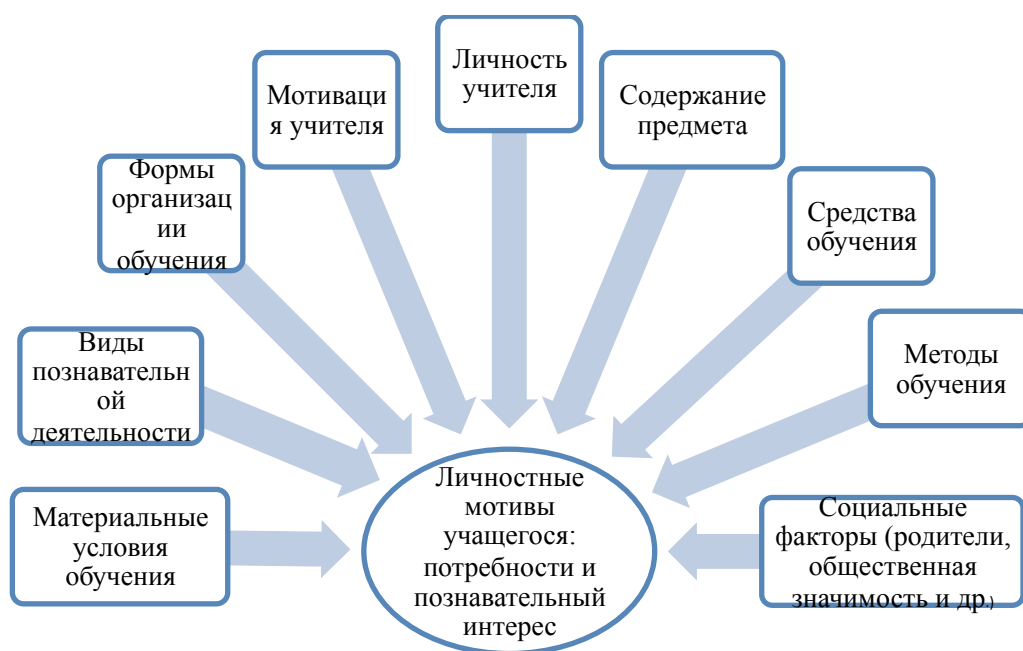 Личность
учителя
Мотиваци
я учителя
Содержание
предмета
Формы
организац
ии
обучения
Средства
обучения
Виды
познавательн
ой
деятельности
Методы
обучения
Материальные
условия
обучения
Личностные
мотивы
учащегося:
потребности и
познавательный
интерес
Социальные
факторы (родители,
общественная
значимость и др.)